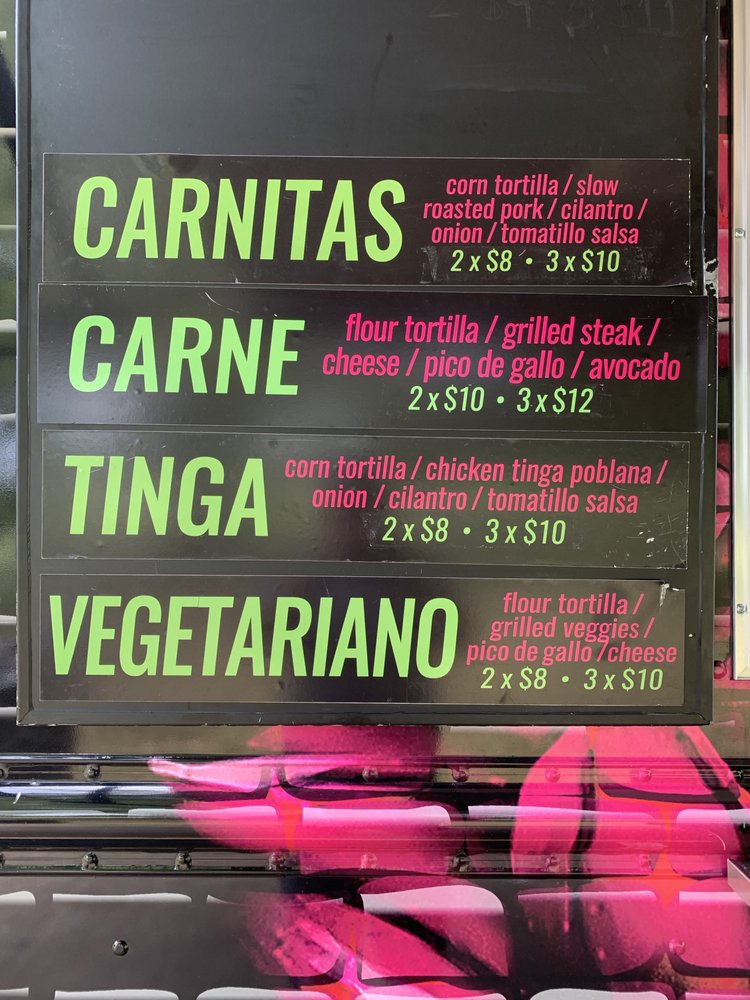 CARNITAS
corn tortilla / slow
roasted pork / cilantro /
onion / tomatillo salsa
2 x $8 • 3 x $10
CARNE
flour tortilla / grilled steak /
cheese / pico de gallo / avocado
2 x $10 • 3 x $12
TINGA
corn tortilla / chicken tinga poblana /
onion / cilantro / tomatillo salsa
2 x $8 • 3 x $10
VEGETARIANO
flour tortilla /
grilled veggies /
pico de gallo /cheese
2 x $8 • 3 x $10